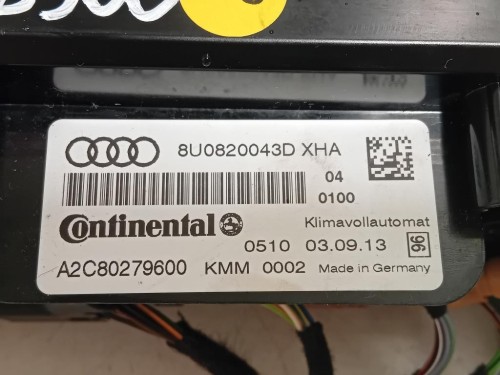 8U0820043D XHA
04
0100
Continental
Klimavollautomat
0510 03.09.13 96
A2C80279600 KMM 0002 Made in Germany